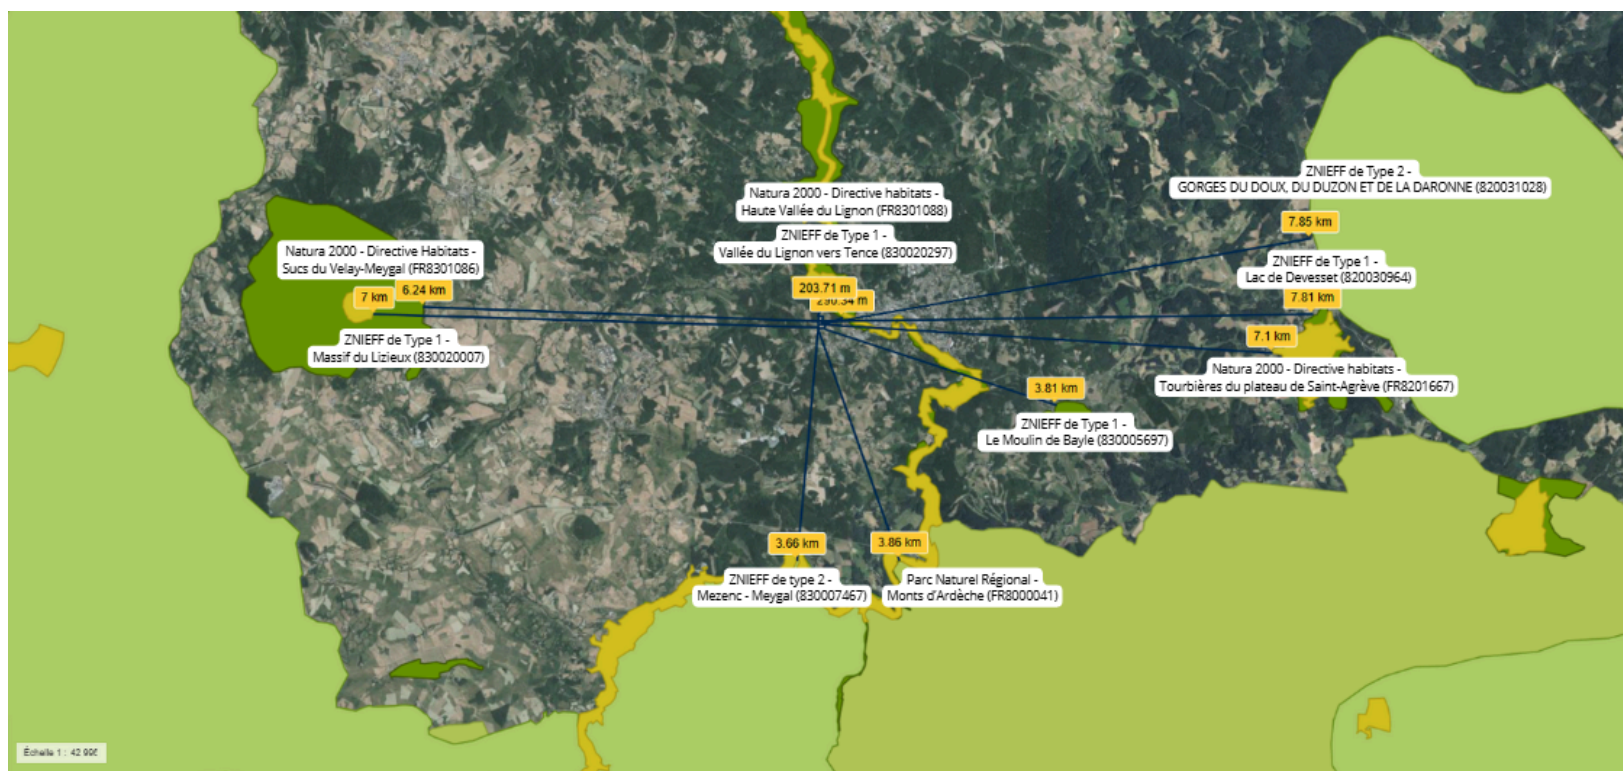 ZNIEFF de Type 2 -
GORGES DU DOUX, DU DUZON ET DE LA DARONNE (820031028)
7.85 km
Natura 2000 - Directive habitats -
Haute Vallée du Lignon (FR8301088)
ZNIEFF de Type 1 -
Vallée du Lignon vers Tence (830020297)
203.71 m
290.34 m
Natura 2000 - Directive Habitats -
Sucs du Velay-Meygal (FR8301086)
6.24 km
7 km
ZNIEFF de Type 1 -
Massif du Lizieux (830020007)
ZNIEFF de Type 1 -
Lac de Devesset (820030964)
7.81 km
7.1 km
Natura 2000 - Directive habitats -
Tourbières du plateau de Saint-Agrève (FR8201667)
3.81 km
ZNIEFF de Type 1 -
Le Moulin de Bayle (830005697)
3.66 km
ZNIEFF de type 2 -
Mezenc - Meygal (830007467)
3.86 km
Parc Naturel Régional -
Monts d'Ardèche (FR8000041)
Échelle 1 :